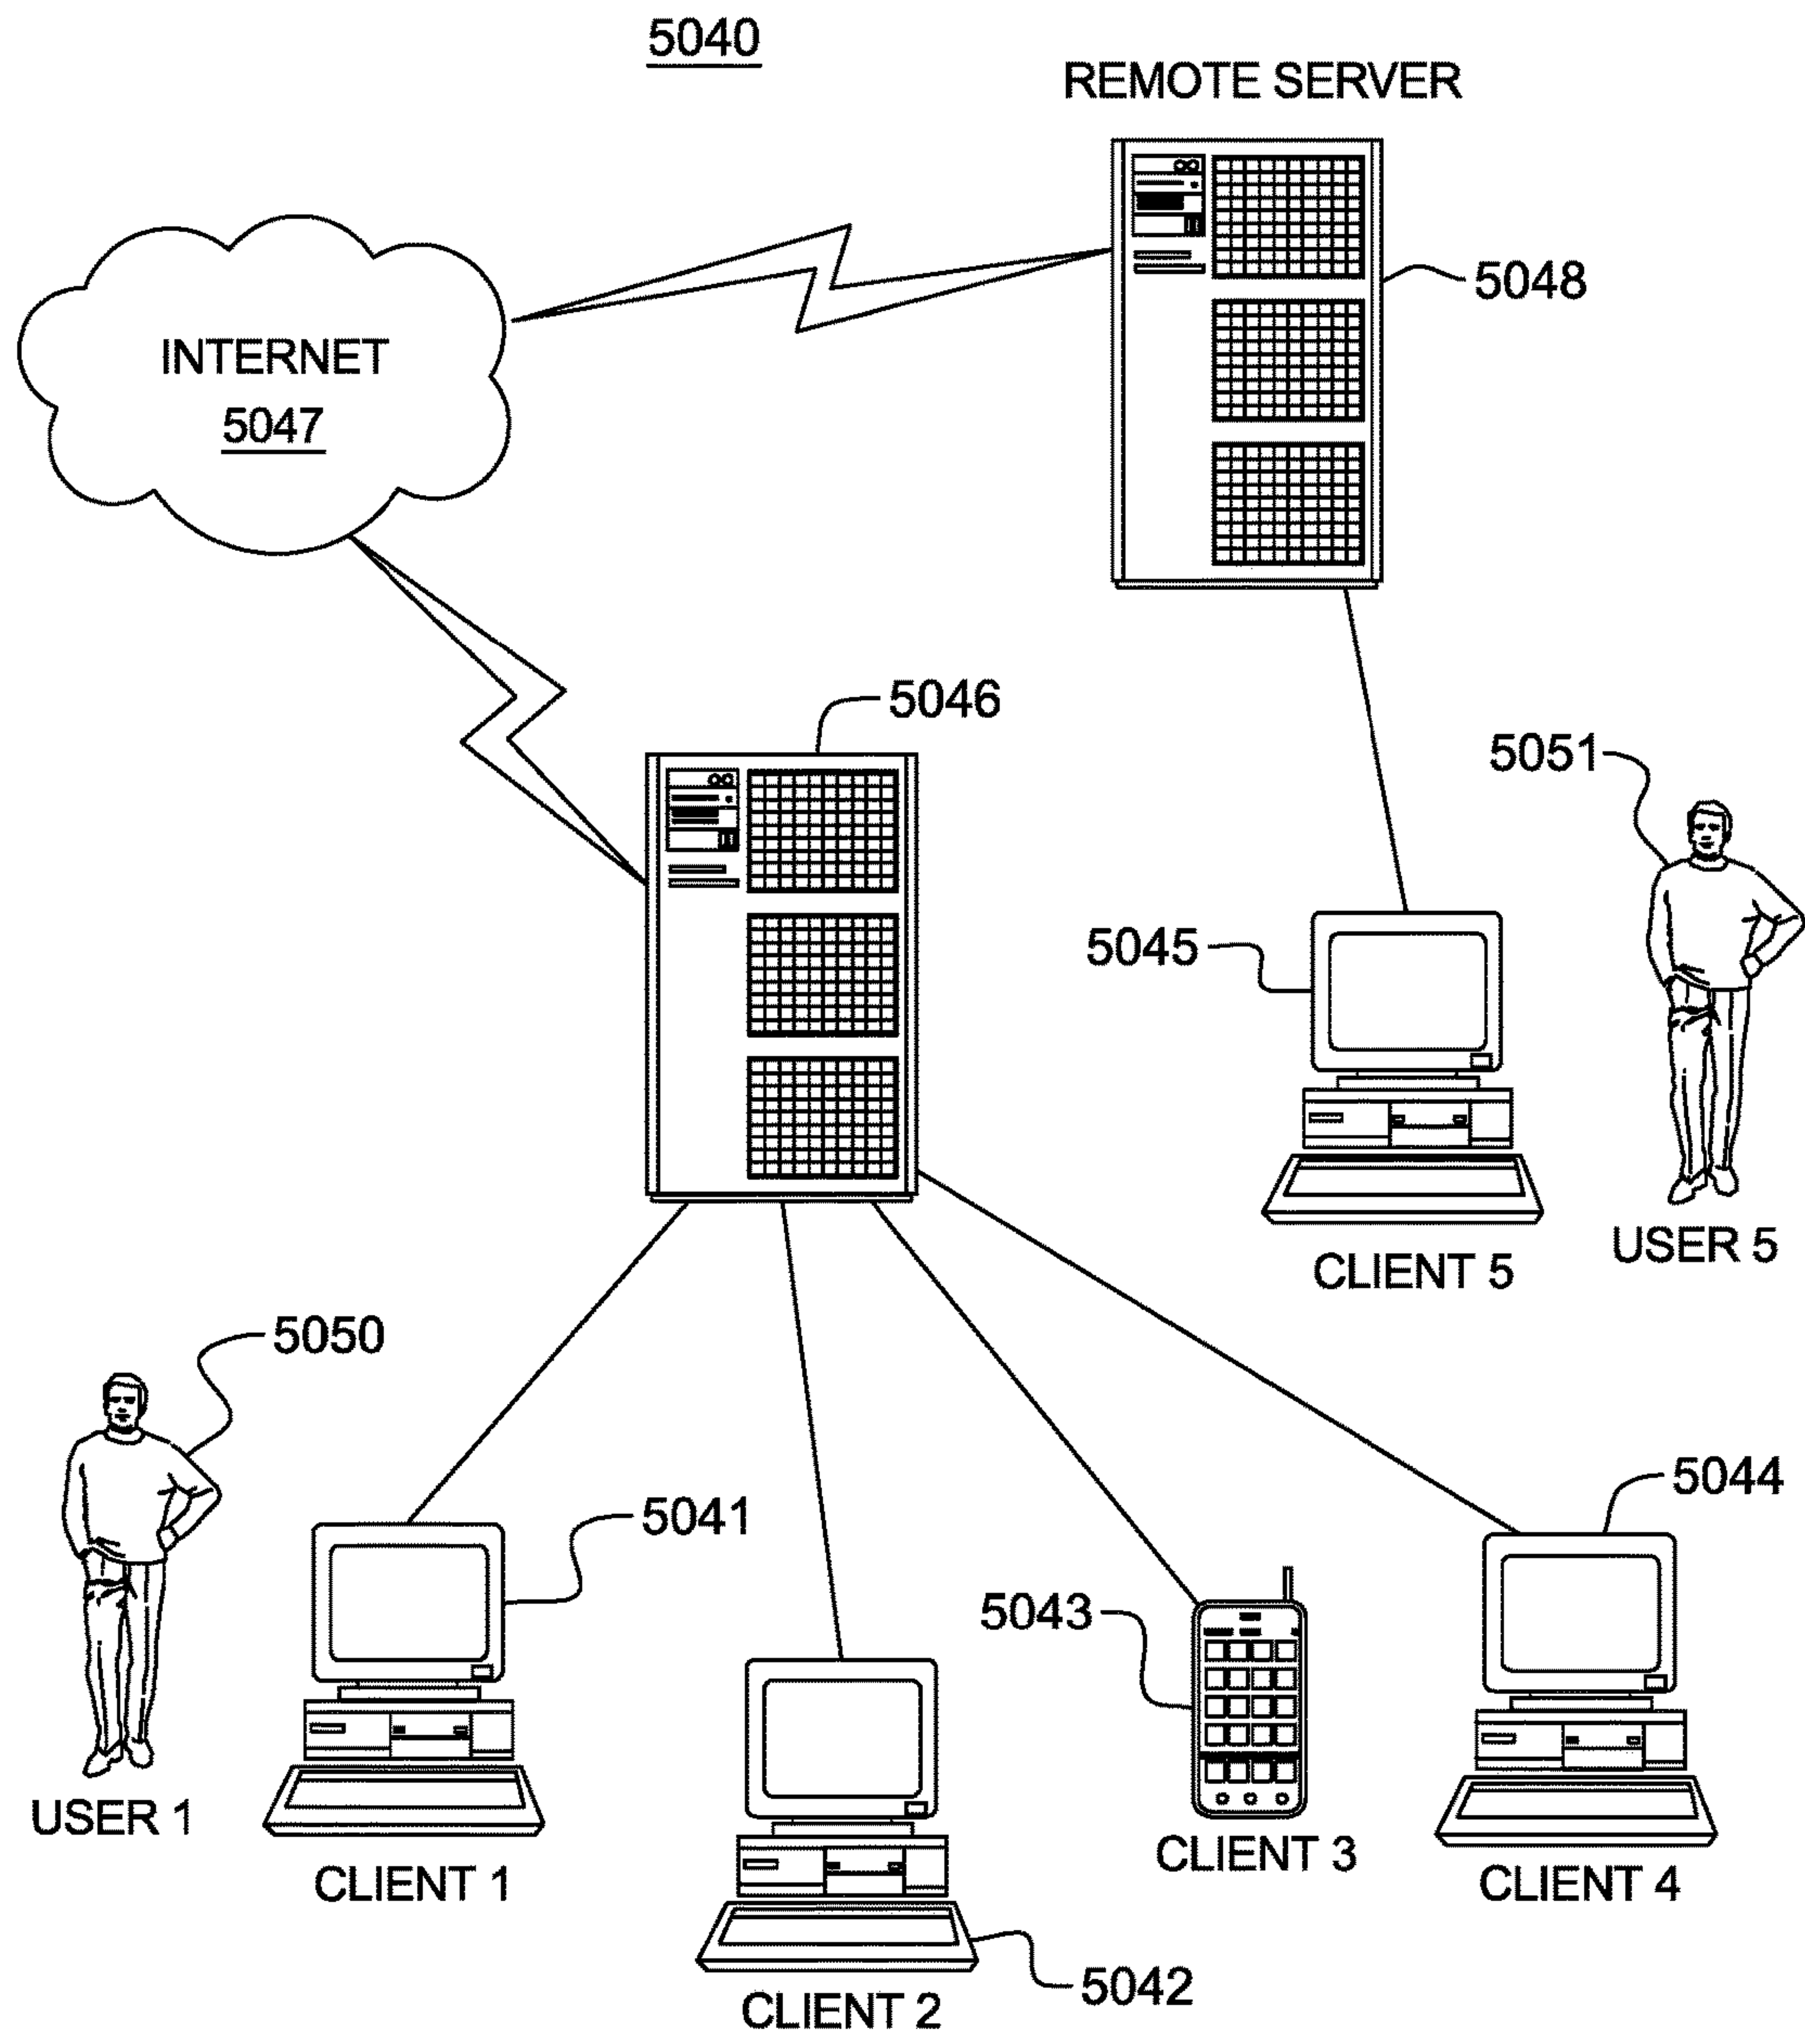 5040
REMOTE SERVER
5048
INTERNET
5047
5046
5051
5045
USER 5
CLIENT 5
5050
5044
5041
5043
USER 1
CLIENT 3
CLIENT 1
CLIENT 4
5042
CLIENT 2